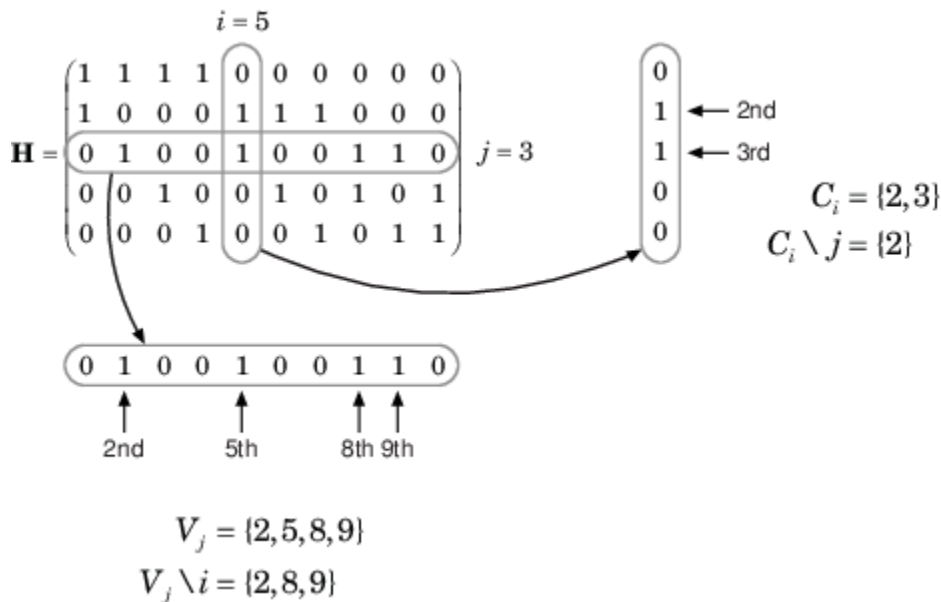 i = 5
1 1 1 1 0 0 0 0 0 0
1 0 0 0 1 1 1 0 0 0
H = 0 1 0 0 1 0 0 1 1 0 j = 3
0 0 1 0 0 1 0 1 0 1
0 0 0 1 0 0 1 0 1 1
0
1 2nd
1 3rd
0
0
C_i = {2,3}
C_i \ j = {2}
0 1 0 0 1 0 0 1 1 0
2nd 5th 8th 9th
V_j = {2,5,8,9}
V_j \ i = {2,8,9}